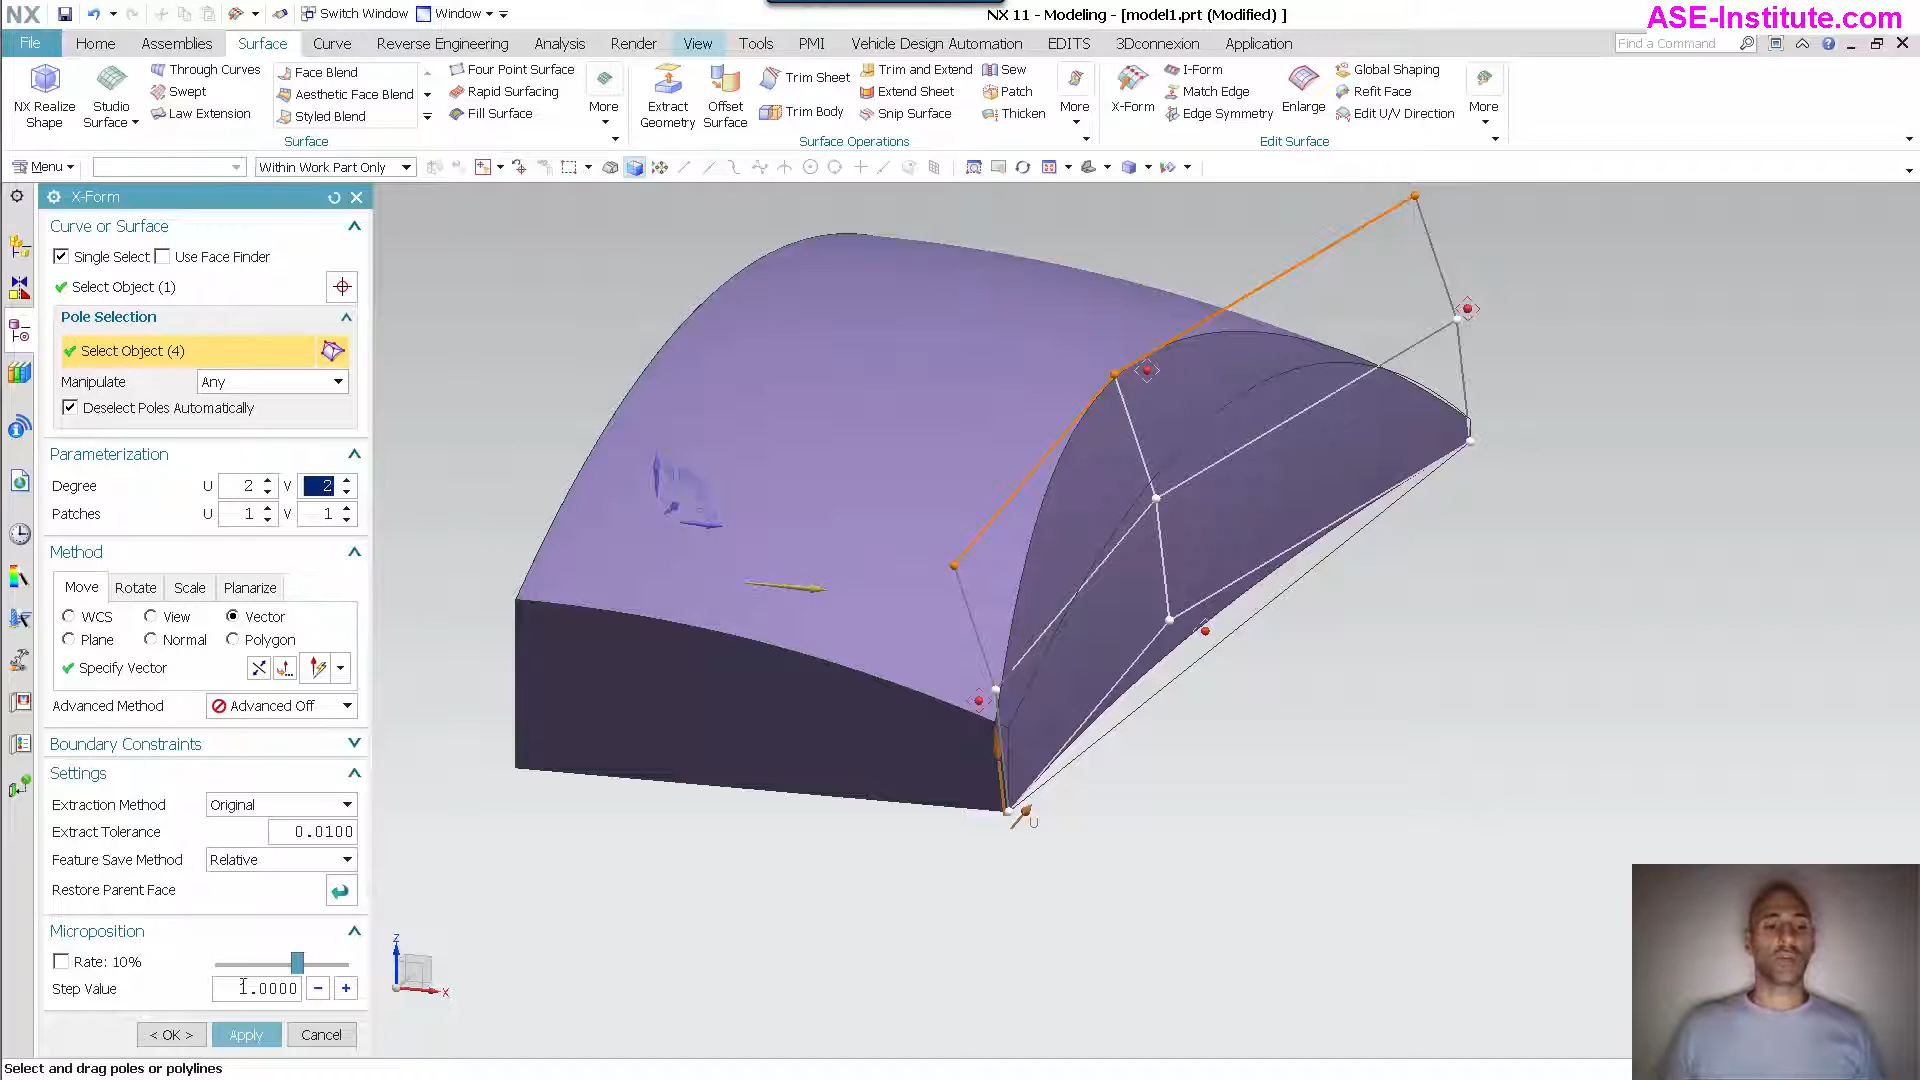 NX Switch Window Window NX 11 - Modeling - [model1.prt (Modified) ] ASE-Institute.com
File Home Assemblies Surface Curve Reverse Engineering Analysis Render View Tools PMI Vehicle Design Automation EDITS 3Dconnexion Application Find a Command
NX Realize Shape
Studio Surface
Through Curves
Swept
Law Extension
Face Blend
Aesthetic Face Blend
Styled Blend
Four Point Surface
Rapid Surfacing
Fill Surface
More
Surface
Extract Geometry
Offset Surface
Trim Sheet
Trim Body
Trim and Extend
Extend Sheet
Snip Surface
Sew
Patch
Thicken
More
Surface Operations
X-Form
I-Form
Match Edge
Edge Symmetry
Enlarge
Global Shaping
Refit Face
Edit U/V Direction
More
Edit Surface
Menu Within Work Part Only
X-Form
Curve or Surface
Single Select Use Face Finder
Select Object (1)
Pole Selection
Select Object (4)
Manipulate Any
Deselect Poles Automatically
Parameterization
Degree U 2 V 2
Patches U 1 V 1
Method
Move Rotate Scale Planarize
WCS View Vector
Plane Normal Polygon
Specify Vector
Advanced Method Advanced Off
Boundary Constraints
Settings
Extraction Method Original
Extract Tolerance 0.0100
Feature Save Method Relative
Restore Parent Face
Microposition
Rate: 10%
Step Value 1.0000 - +
< OK > Apply Cancel
U
Z
X
Select and drag poles or polylines